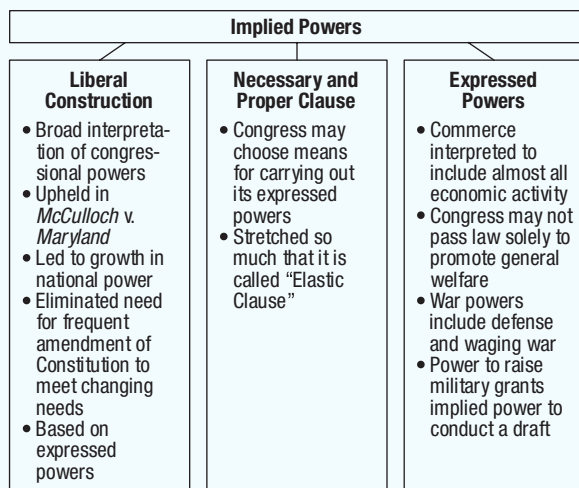 Implied Powers
Liberal
Construction
• Broad interpreta-
tion of congres-
sional powers
• Upheld in
McCulloch v.
Maryland
• Led to growth in
national power
• Eliminated need
for frequent
amendment of
Constitution to
meet changing
needs
• Based on
expressed
powers
Necessary and
Proper Clause
• Congress may
choose means
for carrying out
its expressed
powers
• Stretched so
much that it is
called “Elastic
Clause”
Expressed
Powers
• Commerce
interpreted to
include almost all
economic activity
• Congress may not
pass law solely to
promote general
welfare
• War powers
include defense
and waging war
• Power to raise
military grants
implied power to
conduct a draft